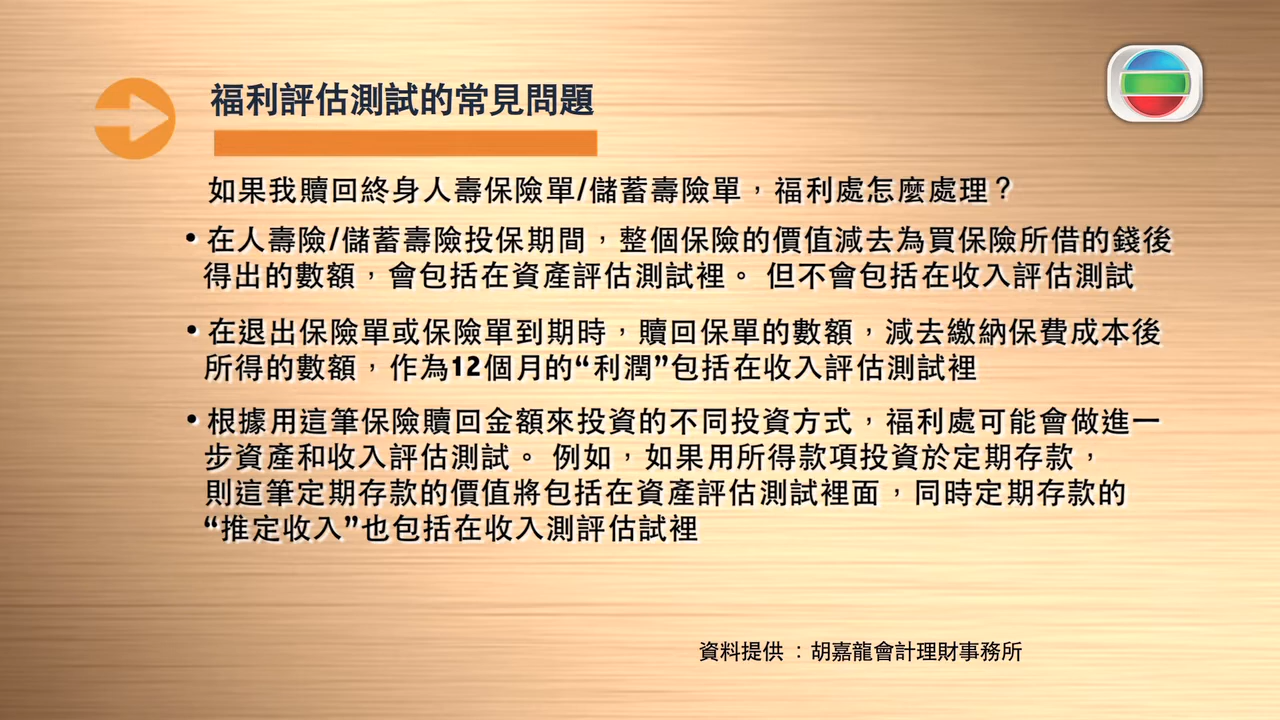 福利評估測試的常見問題
如果我贖回終身人壽保險單/儲蓄壽險單，福利處怎麼處理？
•在人壽險/儲蓄壽險投保期間，整個保險的價值減去為買保險所借的錢後
得出的數額，會包括在資產評估測試裡。但不會包括在收入評估測試
•在退出保險單或保險單到期時，贖回保單的數額，減去繳納保費成本後
所得的數額，作為12個月的“利潤”包括在收入評估測試裡
•根據用這筆保險贖回金額來投資的不同投資方式，福利處可能會做進一
步資產和收入評估測試。例如，如果用所得款項投資於定期存款，
則這筆定期存款的價值將包括在資產評估測試裡面，同時定期存款的
“推定收入”也包括在收入測評估試裡
資料提供：胡嘉龍會計理財事務所